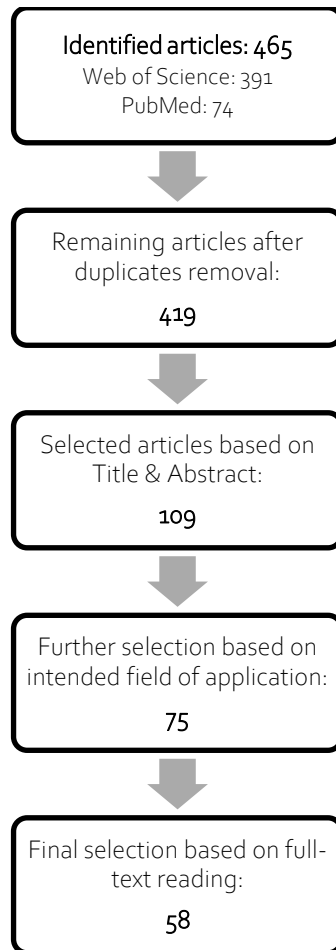 Identified articles: 465
Web of Science: 391
PubMed: 74
Remaining articles after
duplicates removal:
419
Selected articles based on
Title & Abstract:
109
Further selection based on
intended field of application:
75
Final selection based on full-
text reading:
58